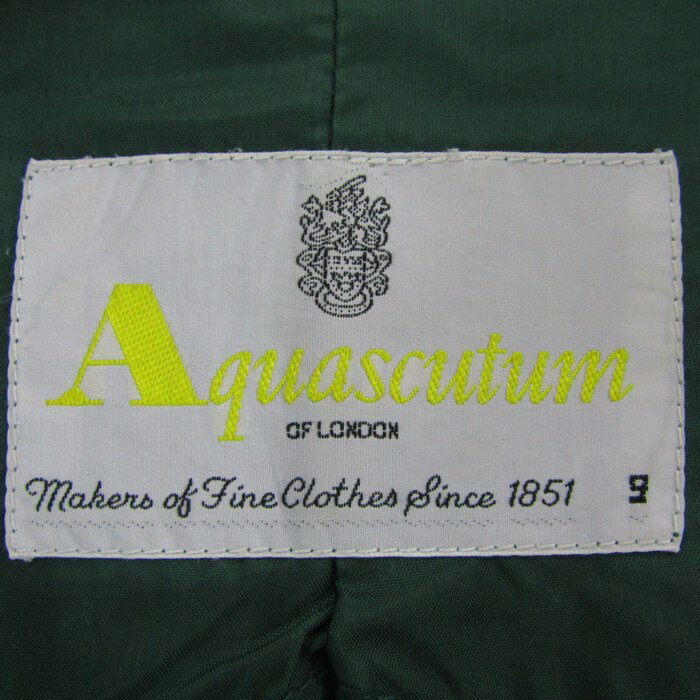 Aquascutum
OF LONDON
Makers of Fine Clothes Since 1851 9